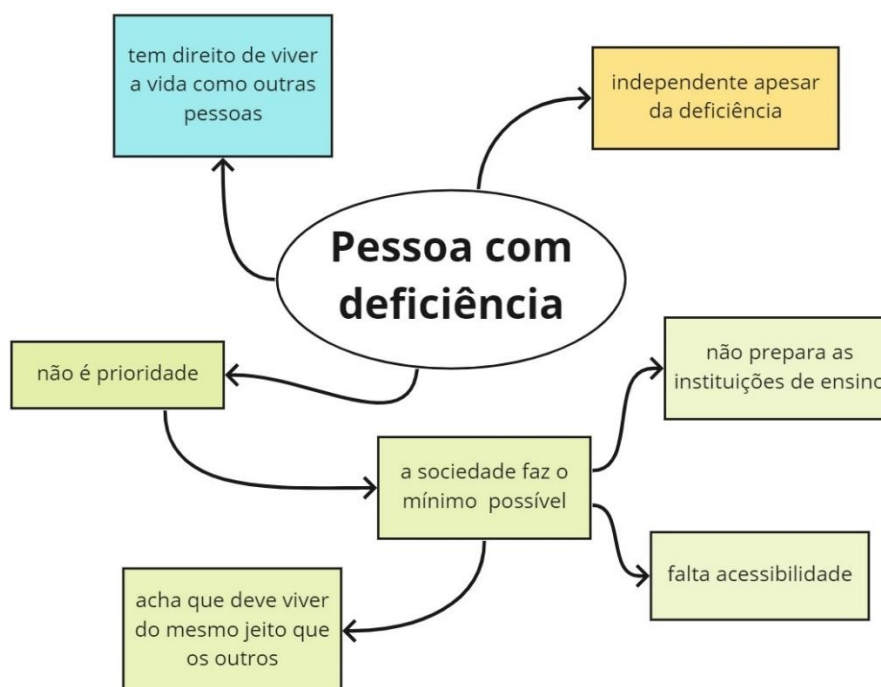 tem direito de viver
a vida como outras
pessoas
independente apesar
da deficiência
Pessoa com
deficiência
não é prioridade
não prepara as
instituições de ensino
a sociedade faz o
mínimo possível
falta acessibilidade
acha que deve viver
do mesmo jeito que
os outros